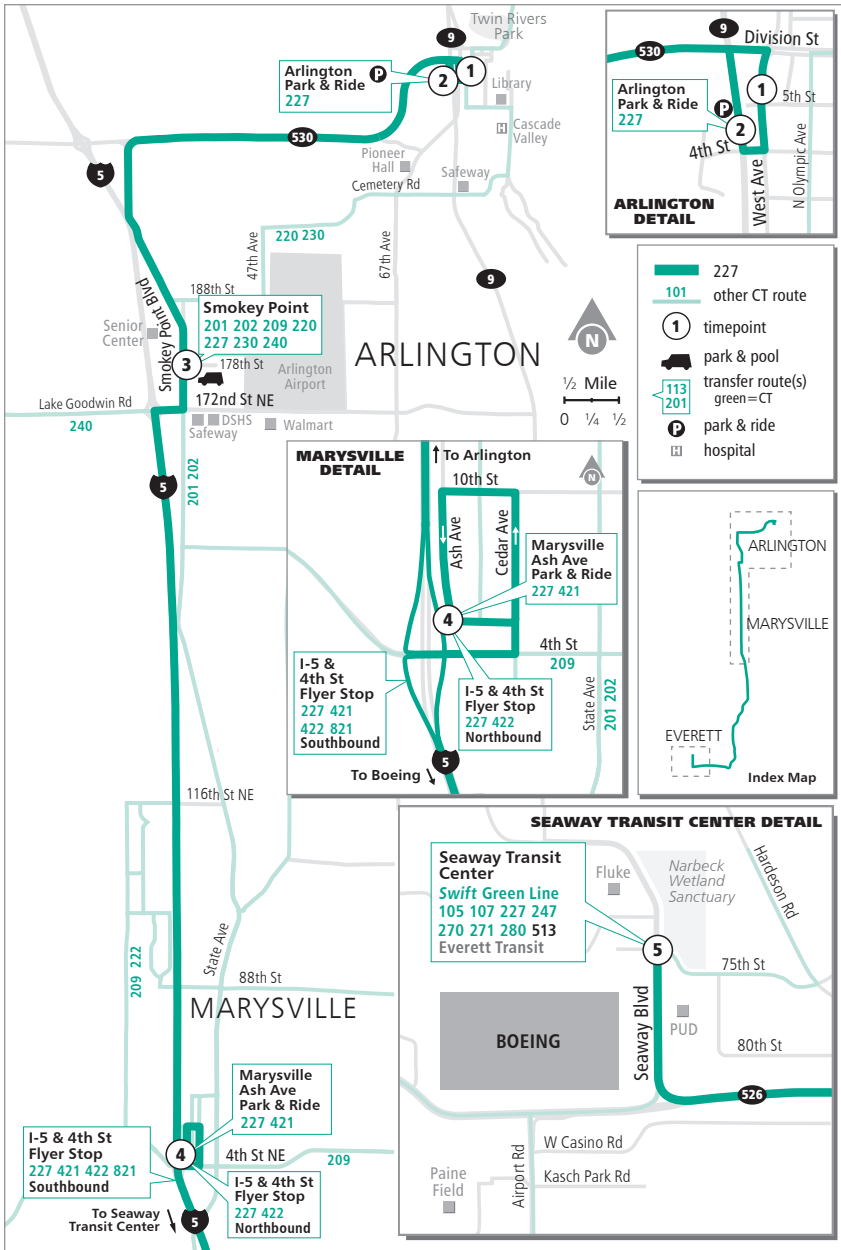 Twin Rivers
Park
9
Arlington
Park & Ride
227
P
2
1
Library
H
Cascade
Valley
530
Pioneer
Hall
Safeway
Cemetery Rd
5
220 230
47th Ave
67th Ave
9
188th St
Smokey Point Blvd
Senior
Center
Smokey Point
201 202 209 220
227 230 240
3
178th St
Arlington
Airport
ARLINGTON
N
½ Mile
0 ¼ ½
Lake Goodwin Rd
172nd St NE
240
DSHS
Safeway
Walmart
5
201 202
116th St NE
State Ave
209 222
88th St
MARYSVILLE
Marysville
Ash Ave
Park & Ride
227 421
I-5 & 4th St
Flyer Stop
227 421 422 821
Southbound
4
4th St NE
209
I-5 & 4th St
Flyer Stop
227 422
Northbound
To Seaway
Transit Center
5
9
530
Division St
Arlington
Park & Ride
227
P
1
5th St
2
4th St
West Ave
N Olympic Ave
ARLINGTON
DETAIL
227
101
other CT route
1
timepoint
park & pool
113
201
transfer route(s)
green=CT
P
park & ride
H
hospital
MARYSVILLE
DETAIL
To Arlington
N
10th St
Ash Ave
Cedar Ave
Marysville
Ash Ave
Park & Ride
227 421
4
4th St
209
I-5 &
4th St
Flyer Stop
227 421
422 821
Southbound
I-5 & 4th St
Flyer Stop
227 422
Northbound
State Ave
201 202
5
To Boeing
ARLINGTON
MARYSVILLE
EVERETT
Index Map
SEAWAY TRANSIT CENTER DETAIL
Seaway Transit
Center
Swift Green Line
105 107 227 247
270 271 280 513
Everett Transit
Fluke
Narbeck
Wetland
Sanctuary
Hardeson Rd
5
75th St
Seaway Blvd
PUD
BOEING
80th St
526
Airport Rd
W Casino Rd
Kasch Park Rd
Paine
Field